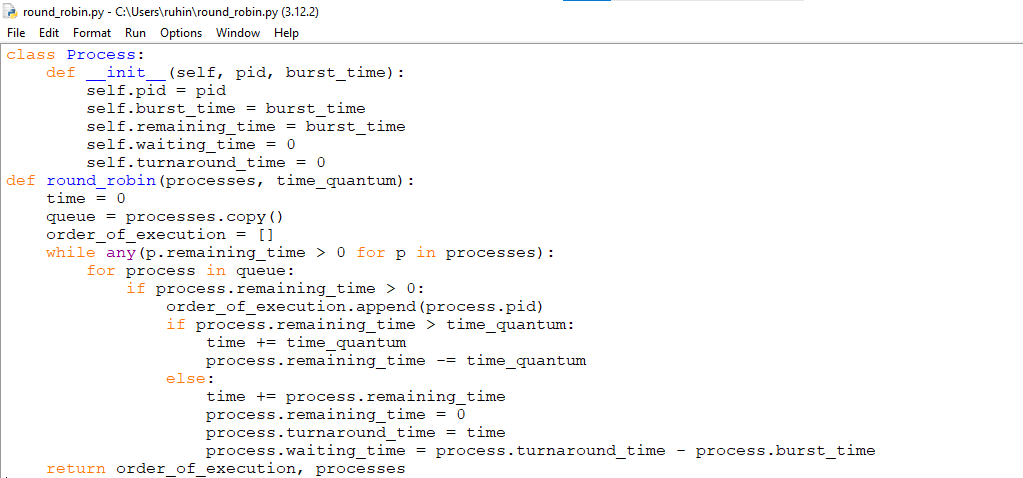 round_robin.py - C:\Users\ruhin\round_robin.py (3.12.2)
File Edit Format Run Options Window Help
class Process:
    def __init__(self, pid, burst_time):
        self.pid = pid
        self.burst_time = burst_time
        self.remaining_time = burst_time
        self.waiting_time = 0
        self.turnaround_time = 0
def round_robin(processes, time_quantum):
    time = 0
    queue = processes.copy()
    order_of_execution = []
    while any(p.remaining_time > 0 for p in processes):
        for process in queue:
            if process.remaining_time > 0:
                order_of_execution.append(process.pid)
                if process.remaining_time > time_quantum:
                    time += time_quantum
                    process.remaining_time -= time_quantum
                else:
                    time += process.remaining_time
                    process.remaining_time = 0
                    process.turnaround_time = time
                    process.waiting_time = process.turnaround_time - process.burst_time
    return order_of_execution, processes